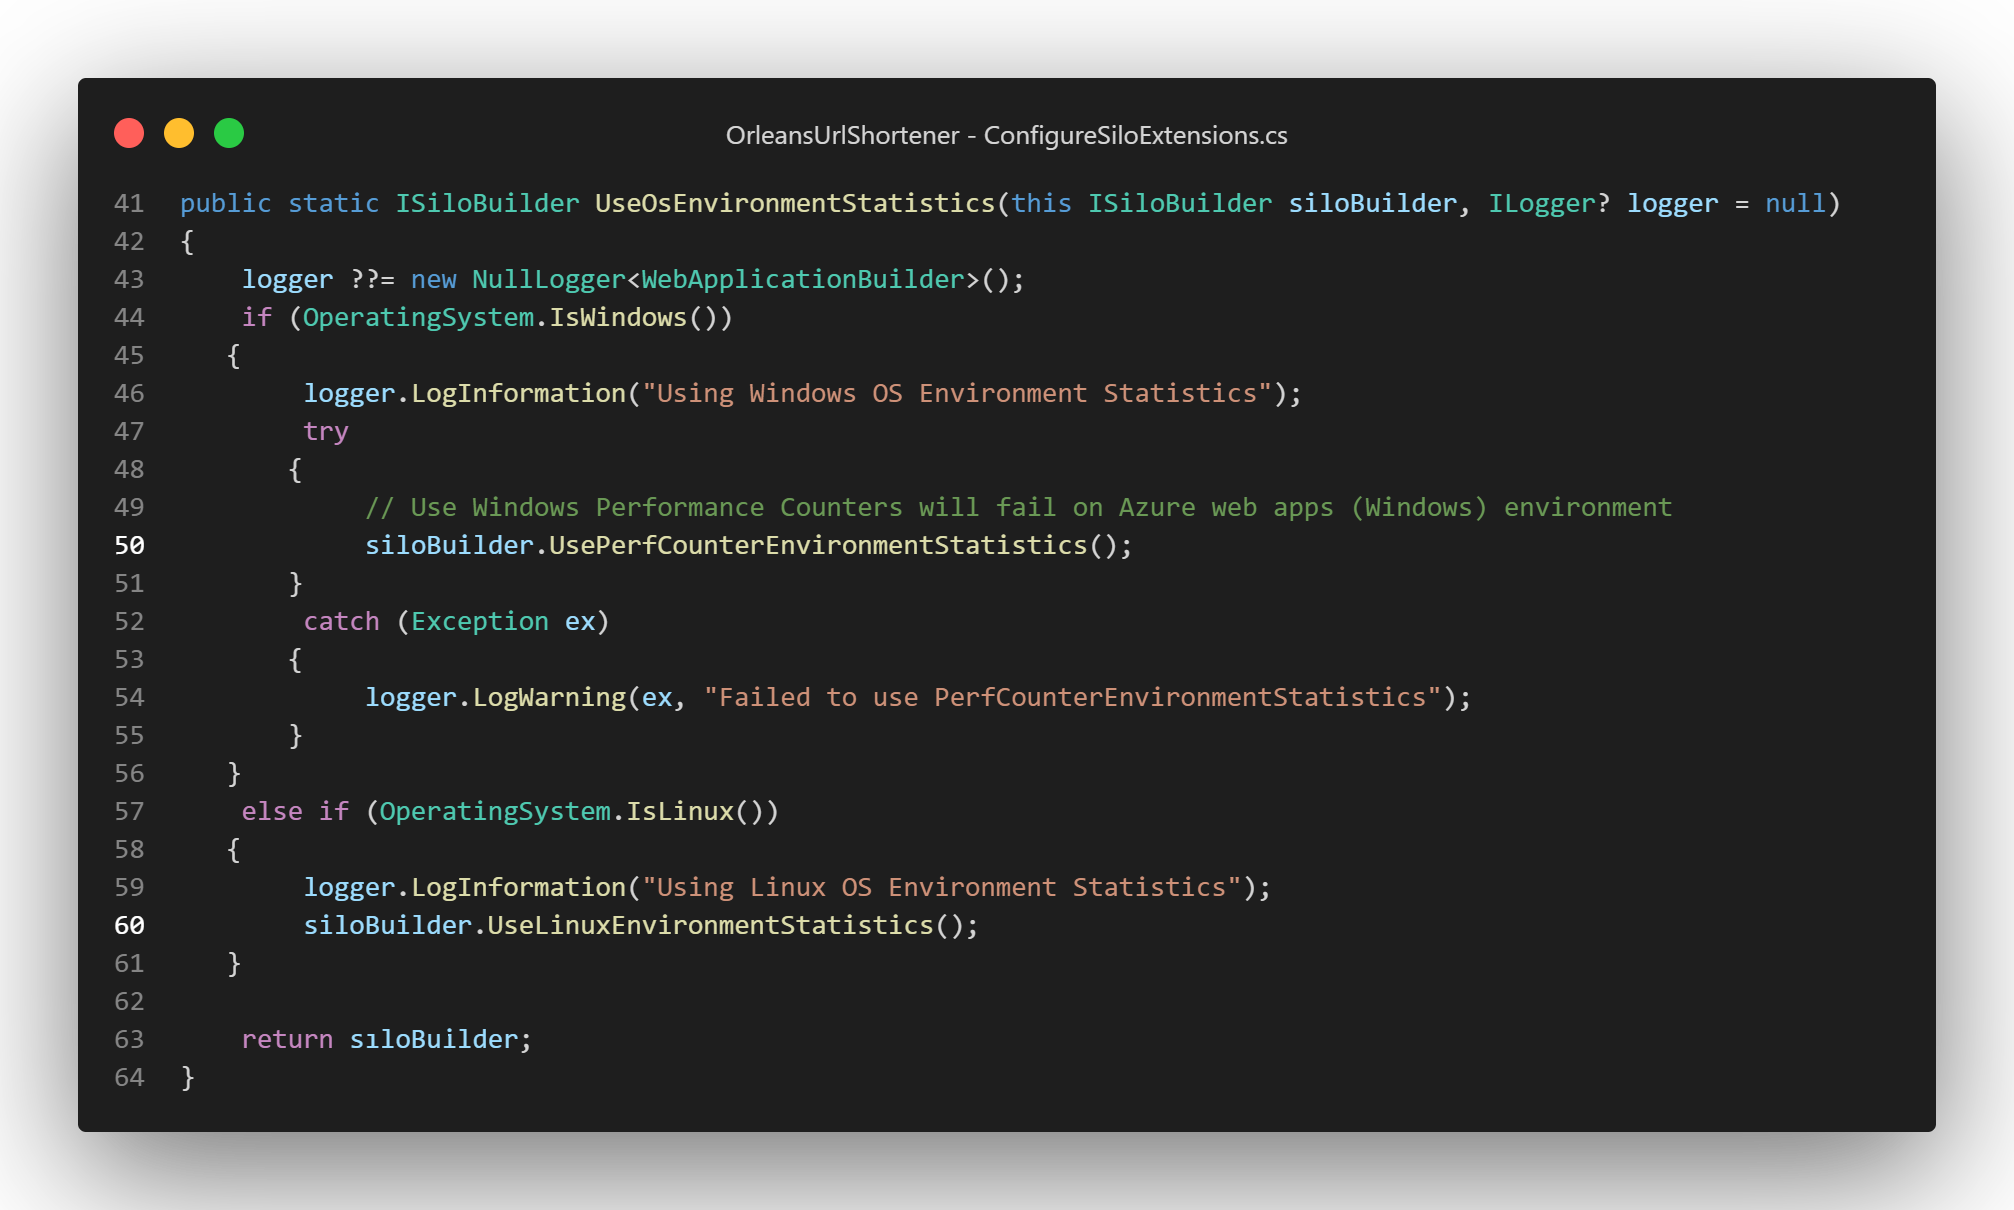 OrleansUrlShortener - ConfigureSiloExtensions.cs
41 public static ISiloBuilder UseOsEnvironmentStatistics(this ISiloBuilder siloBuilder, ILogger? logger = null)
42 {
43     logger ??= new NullLogger<WebApplicationBuilder>();
44     if (OperatingSystem.IsWindows())
45    {
46         logger.LogInformation("Using Windows OS Environment Statistics");
47         try
48        {
49             // Use Windows Performance Counters will fail on Azure web apps (Windows) environment
50             siloBuilder.UsePerfCounterEnvironmentStatistics();
51        }
52         catch (Exception ex)
53        {
54             logger.LogWarning(ex, "Failed to use PerfCounterEnvironmentStatistics");
55        }
56    }
57     else if (OperatingSystem.IsLinux())
58    {
59         logger.LogInformation("Using Linux OS Environment Statistics");
60         siloBuilder.UseLinuxEnvironmentStatistics();
61    }
62
63     return sıloBuilder;
64 }